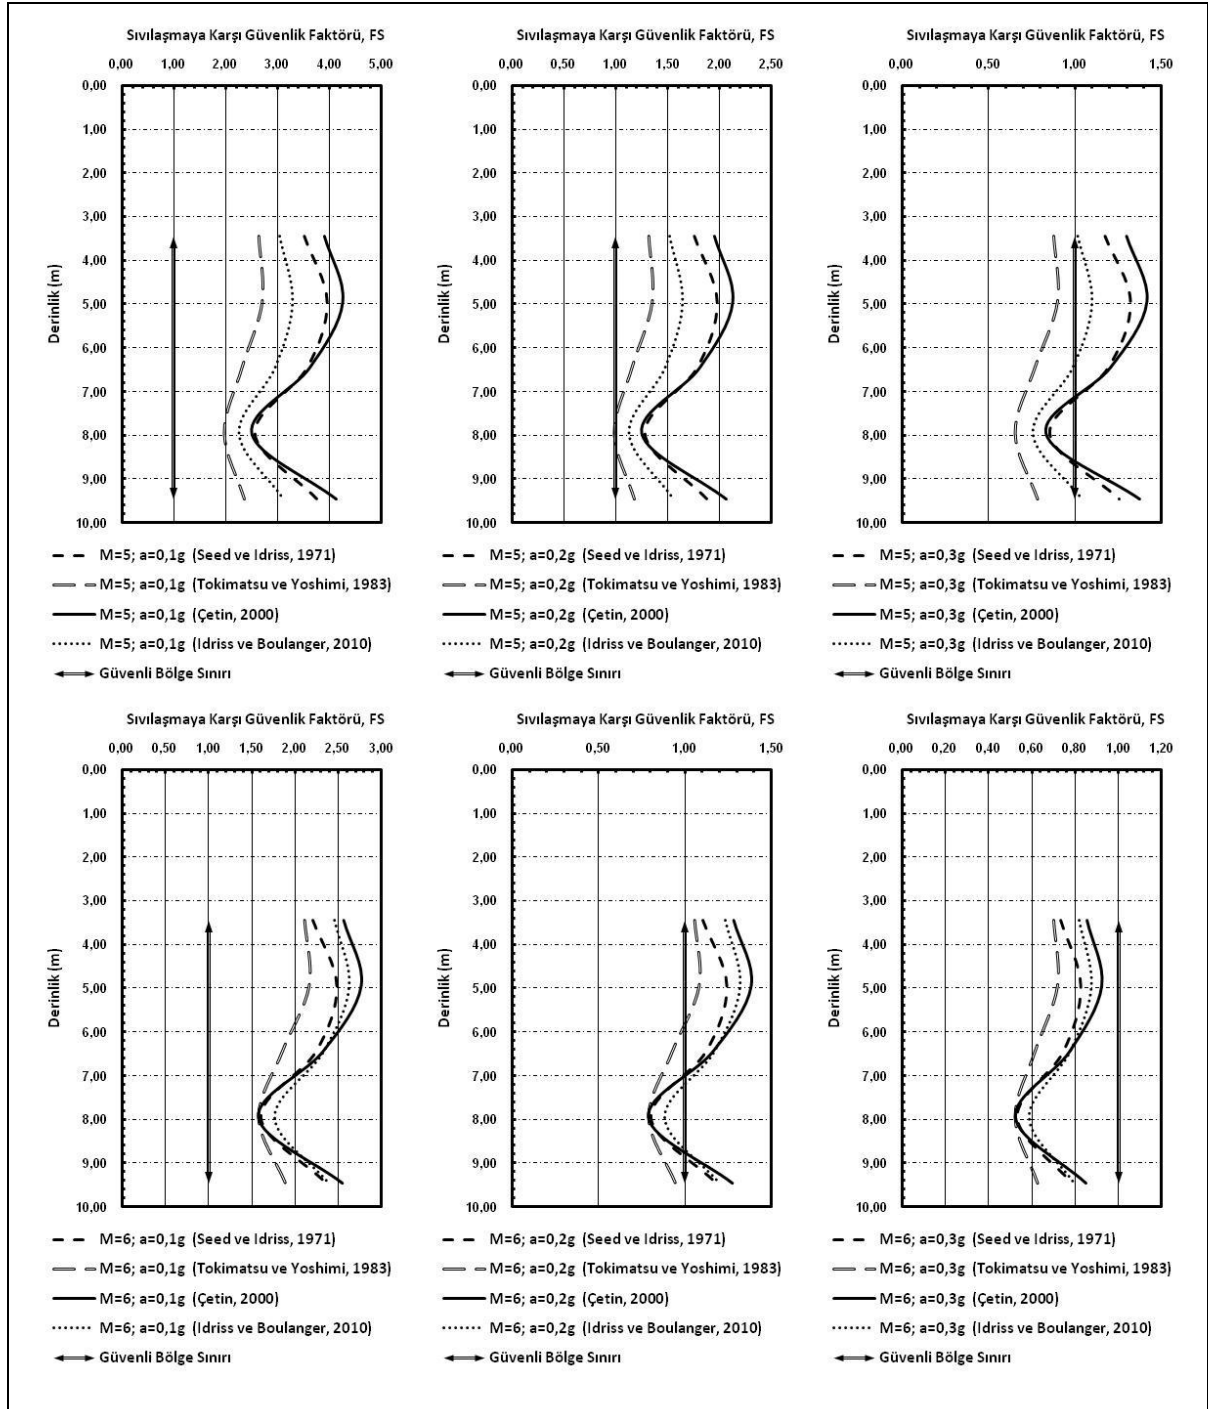 Sıvılaşmaya Karşı Güvenlik Faktörü, FS
0,00 1,00 2,00 3,00 4,00 5,00
0,00
1,00
2,00
3,00
4,00
5,00
6,00
7,00
8,00
9,00
10,00
Derinlik (m)
M=5; a=0,1g (Seed ve Idriss, 1971)
M=5; a=0,1g (Tokimatsu ve Yoshimi, 1983)
M=5; a=0,1g (Çetin, 2000)
M=5; a=0,1g (Idriss ve Boulanger, 2010)
Güvenli Bölge Sınırı
Sıvılaşmaya Karşı Güvenlik Faktörü, FS
0,00 0,50 1,00 1,50 2,00 2,50
0,00
1,00
2,00
3,00
4,00
5,00
6,00
7,00
8,00
9,00
10,00
Derinlik (m)
M=5; a=0,2g (Seed ve Idriss, 1971)
M=5; a=0,2g (Tokimatsu ve Yoshimi, 1983)
M=5; a=0,2g (Çetin, 2000)
M=5; a=0,2g (Idriss ve Boulanger, 2010)
Güvenli Bölge Sınırı
Sıvılaşmaya Karşı Güvenlik Faktörü, FS
0,00 0,50 1,00 1,50
0,00
1,00
2,00
3,00
4,00
5,00
6,00
7,00
8,00
9,00
10,00
Derinlik (m)
M=5; a=0,3g (Seed ve Idriss, 1971)
M=5; a=0,3g (Tokimatsu ve Yoshimi, 1983)
M=5; a=0,3g (Çetin, 2000)
M=5; a=0,3g (Idriss ve Boulanger, 2010)
Güvenli Bölge Sınırı
Sıvılaşmaya Karşı Güvenlik Faktörü, FS
0,00 0,50 1,00 1,50 2,00 2,50 3,00
0,00
1,00
2,00
3,00
4,00
5,00
6,00
7,00
8,00
9,00
10,00
Derinlik (m)
M=6; a=0,1g (Seed ve Idriss, 1971)
M=6; a=0,1g (Tokimatsu ve Yoshimi, 1983)
M=6; a=0,1g (Çetin, 2000)
M=6; a=0,1g (Idriss ve Boulanger, 2010)
Güvenli Bölge Sınırı
Sıvılaşmaya Karşı Güvenlik Faktörü, FS
0,00 0,50 1,00 1,50
0,00
1,00
2,00
3,00
4,00
5,00
6,00
7,00
8,00
9,00
10,00
Derinlik (m)
M=6; a=0,2g (Seed ve Idriss, 1971)
M=6; a=0,2g (Tokimatsu ve Yoshimi, 1983)
M=6; a=0,2g (Çetin, 2000)
M=6; a=0,2g (Idriss ve Boulanger, 2010)
Güvenli Bölge Sınırı
Sıvılaşmaya Karşı Güvenlik Faktörü, FS
0,00 0,20 0,40 0,60 0,80 1,00 1,20
0,00
1,00
2,00
3,00
4,00
5,00
6,00
7,00
8,00
9,00
10,00
Derinlik (m)
M=6; a=0,3g (Seed ve Idriss, 1971)
M=6; a=0,3g (Tokimatsu ve Yoshimi, 1983)
M=6; a=0,3g (Çetin, 2000)
M=6; a=0,3g (Idriss ve Boulanger, 2010)
Güvenli Bölge Sınırı